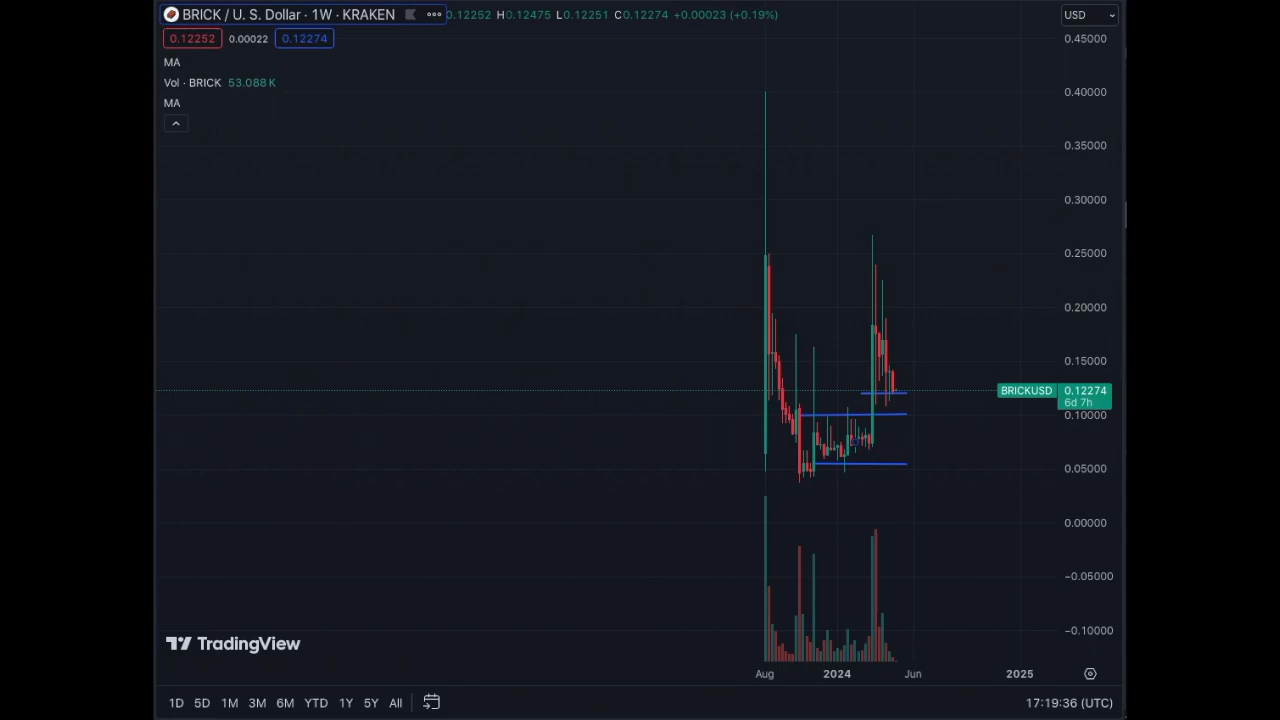 BRICK / U. S. Dollar · 1W · KRAKEN ••• 0.12252 H0.12475 L0.12251 C0.12274 +0.00023 (+0.19%)
USD
0.12252 0.00022 0.12274
MA
Vol · BRICK 53.088 K
MA
0.45000
0.40000
0.35000
0.30000
0.25000
0.20000
0.15000
BRICKUSD 0.12274
6d 7h
0.10000
0.05000
0.00000
−0.05000
−0.10000
TradingView
Aug 2024 Jun 2025
1D 5D 1M 3M 6M YTD 1Y 5Y All 17:19:36 (UTC)